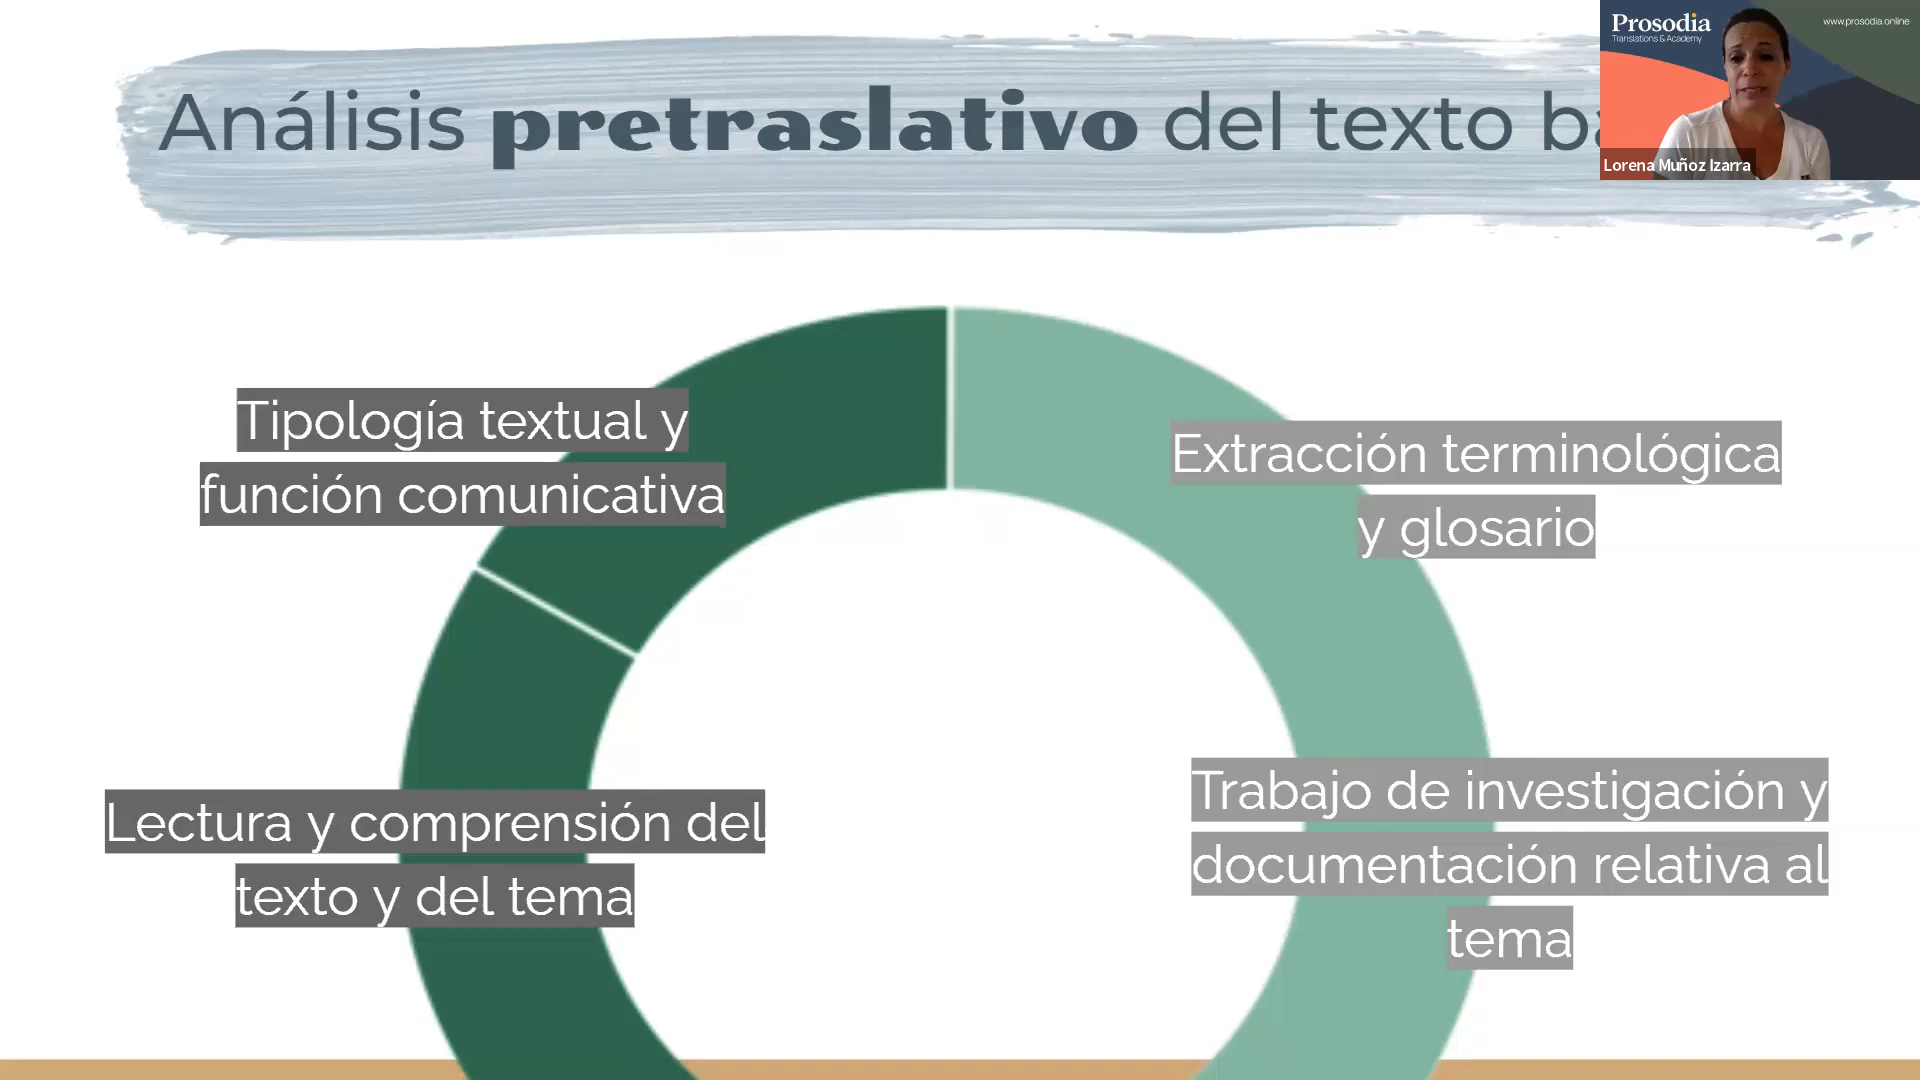 Análisis pretraslativo del texto
Prosodia
Translations & Academy
www.prosodia.online
Lorena Muñoz Izarra
Tipología textual y
función comunicativa
Extracción terminológica
y glosario
Lectura y comprensión del
texto y del tema
Trabajo de investigación y
documentación relativa al
tema